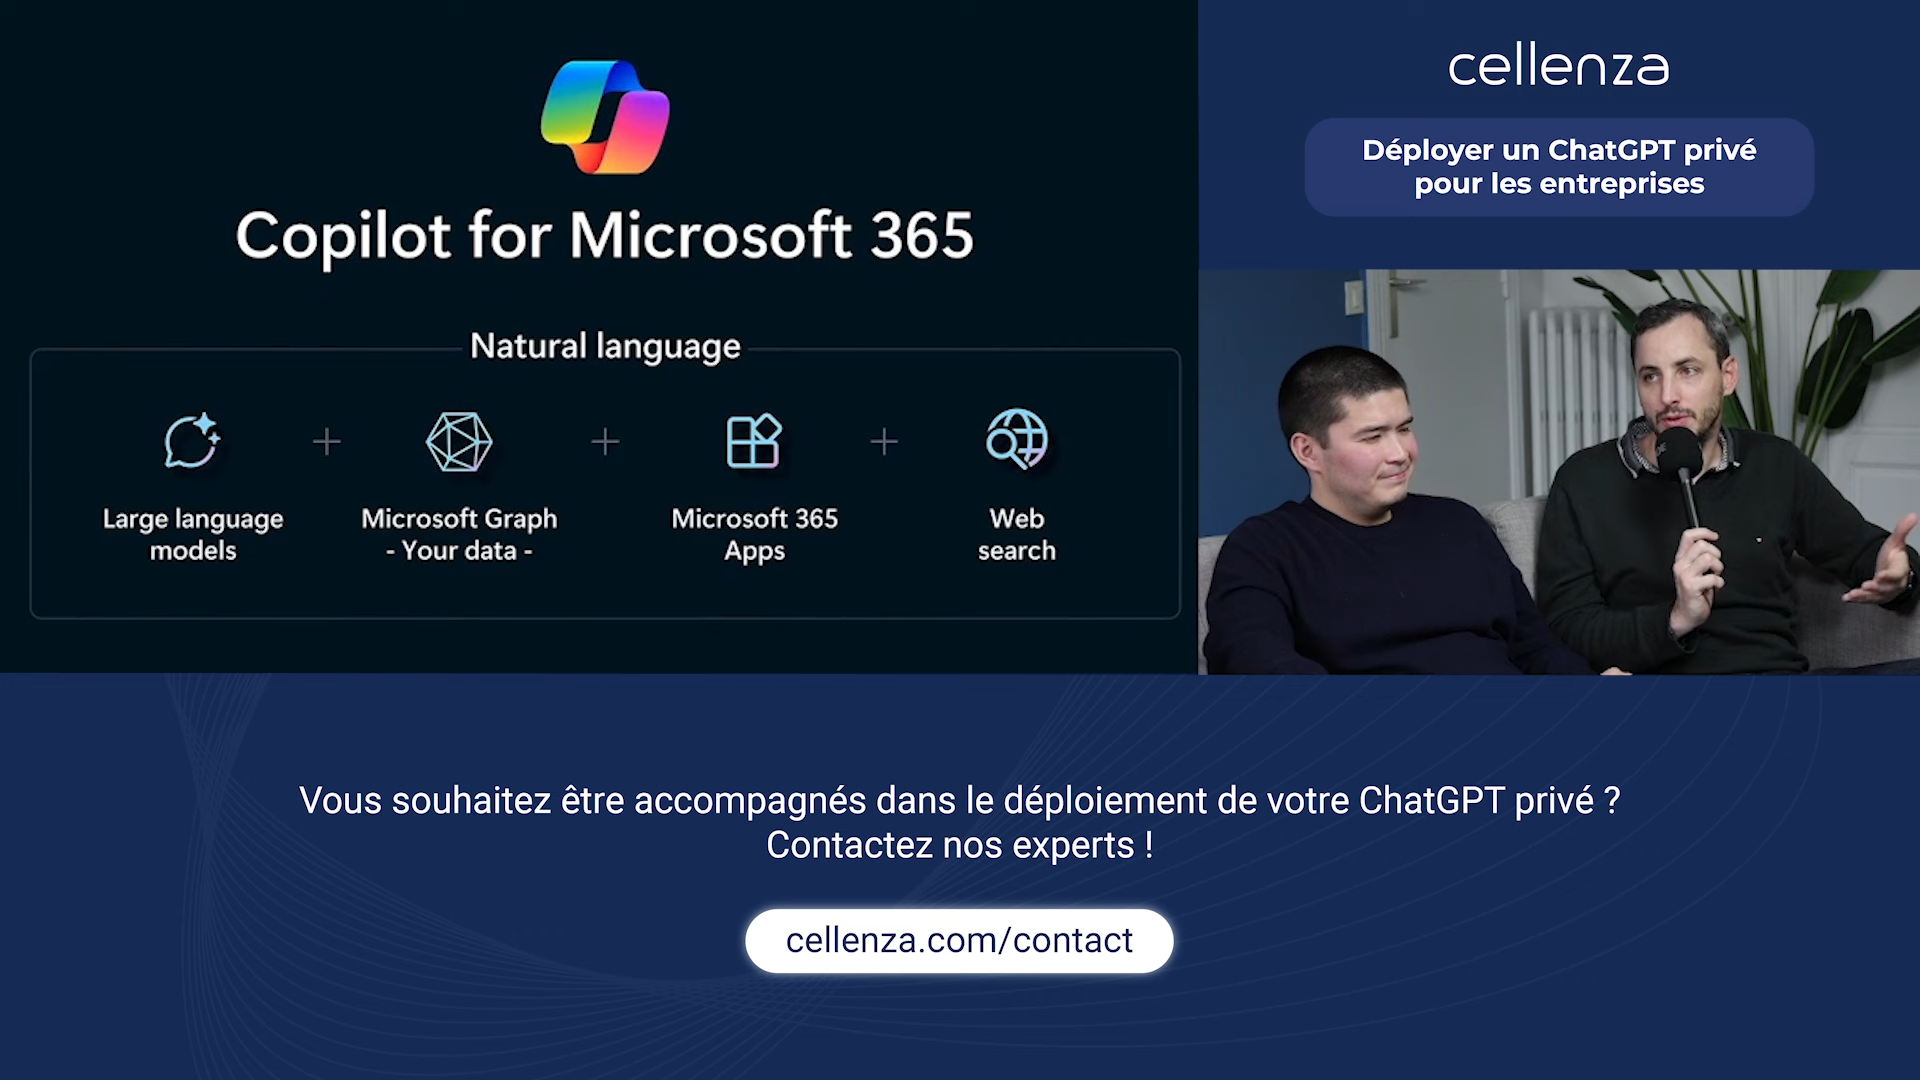 Copilot for Microsoft 365
Natural language
Large language
models
Microsoft Graph
- Your data -
Microsoft 365
Apps
Web
search
cellenza
Déployer un ChatGPT privé
pour les entreprises
Vous souhaitez être accompagnés dans le déploiement de votre ChatGPT privé ?
Contactez nos experts !
cellenza.com/contact